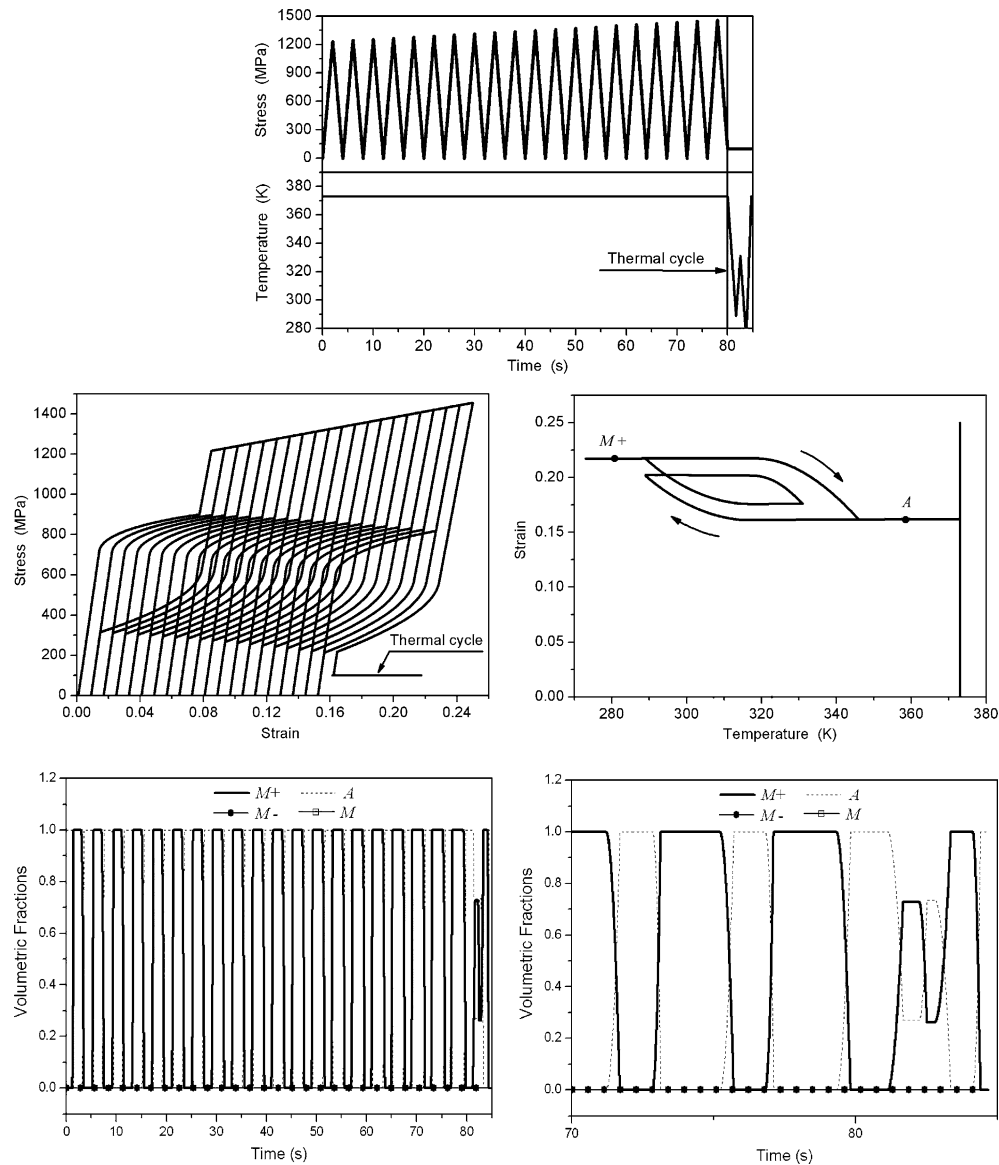 1500
1200
900
600
300
0
Stress (MPa)
380
360
340
320
300
280
Temperature (K)
Thermal cycle
0 10 20 30 40 50 60 70 80
Time (s)
1400
1200
1000
800
600
400
200
0
Stress (MPa)
Thermal cycle
0.00 0.04 0.08 0.12 0.16 0.20 0.24
Strain
0.25
0.20
0.15
0.10
0.05
0.00
Strain
M+
A
280 300 320 340 360 380
Temperature (K)
1.2
1.0
0.8
0.6
0.4
0.2
0.0
Volumetric Fractions
M+ A
M- M
0 10 20 30 40 50 60 70 80
Time (s)
1.2
1.0
0.8
0.6
0.4
0.2
0.0
Volumetric Fractions
M+ A
M- M
70 80
Time (s)